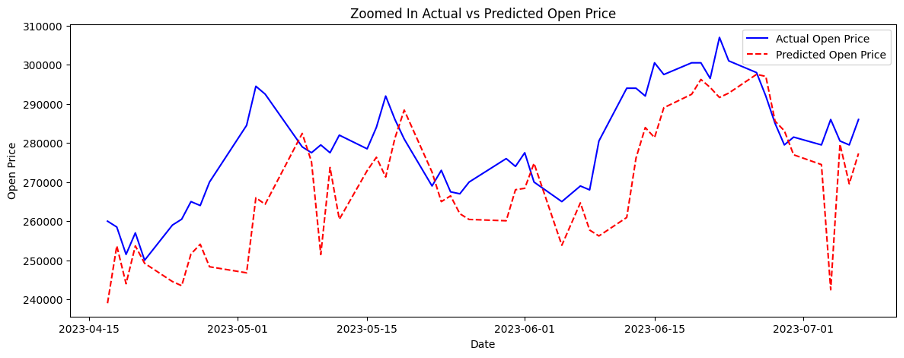 Zoomed In Actual vs Predicted Open Price
Actual Open Price
Predicted Open Price
Open Price
310000
300000
290000
280000
270000
260000
250000
240000
2023-04-15
2023-05-01
2023-05-15
2023-06-01
2023-06-15
2023-07-01
Date